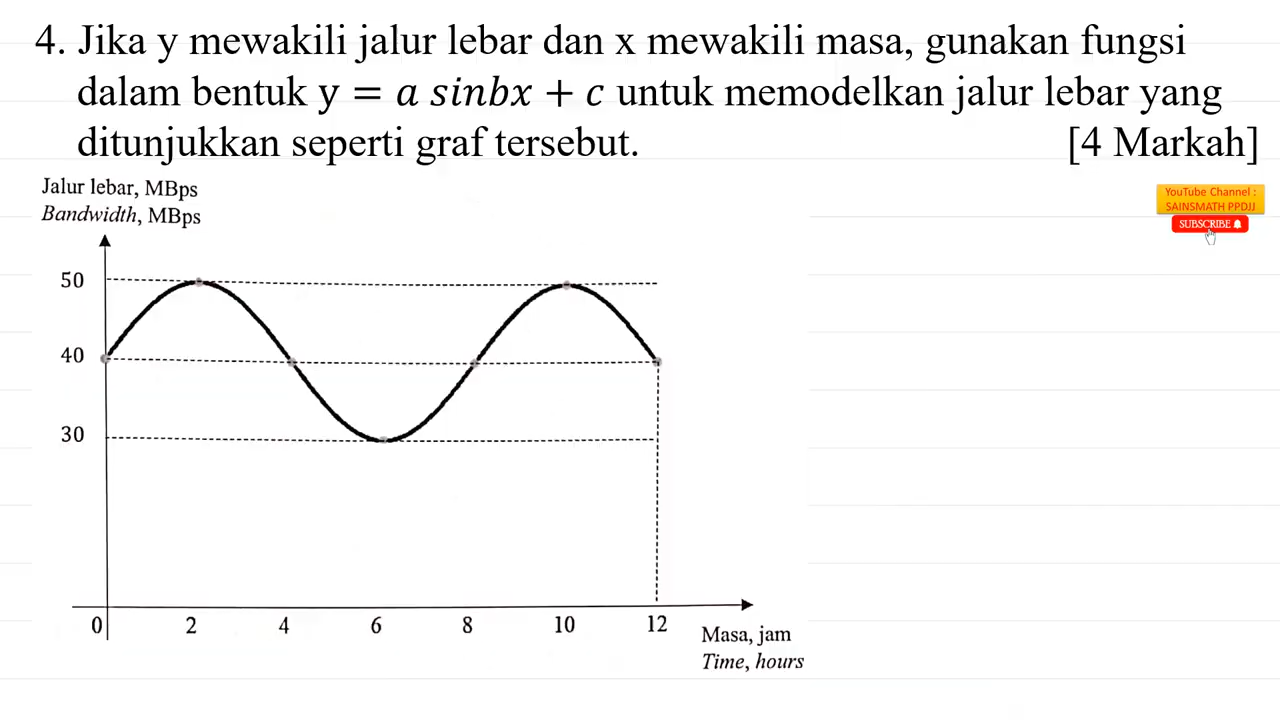 4. Jika y mewakili jalur lebar dan x mewakili masa, gunakan fungsi
dalam bentuk y = a sinbx + c untuk memodelkan jalur lebar yang
ditunjukkan seperti graf tersebut. [4 Markah]
Jalur lebar, MBps
Bandwidth, MBps
YouTube Channel :
SAINSMATH PPDJJ
SUBSCRIBE
50
40
30
0 2 4 6 8 10 12
Masa, jam
Time, hours